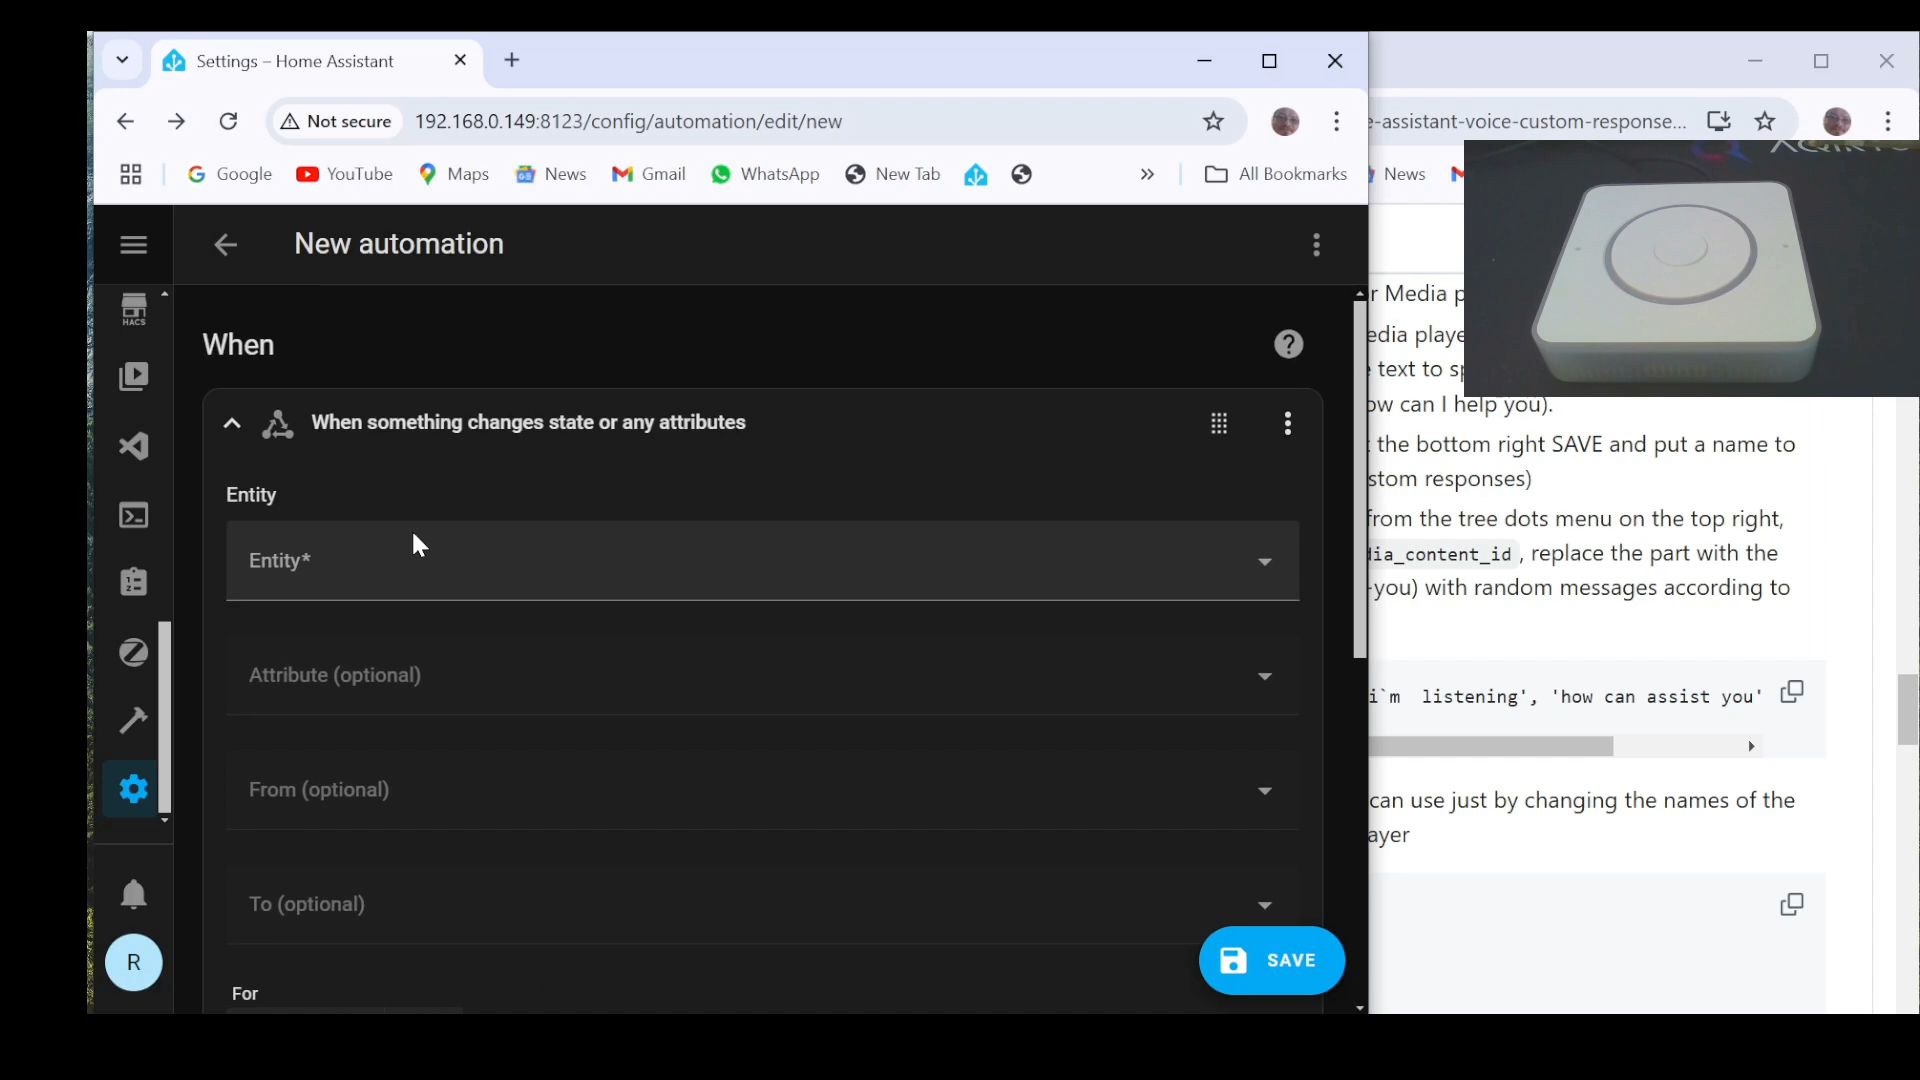 Settings – Home Assistant
Not secure
192.168.0.149:8123/config/automation/edit/new
e-assistant-voice-custom-response...
Google
YouTube
Maps
News
Gmail
WhatsApp
New Tab
All Bookmarks
News
New automation
HACS
When
When something changes state or any attributes
Entity
Entity*
Attribute (optional)
From (optional)
To (optional)
For
SAVE
R
r Media p
edia playe
text to sp
ow can I help you).
the bottom right SAVE and put a name to
stom responses)
from the tree dots menu on the top right,
dia_content_id, replace the part with the
-you) with random messages according to
i`m  listening', 'how can assist you'
can use just by changing the names of the
ayer